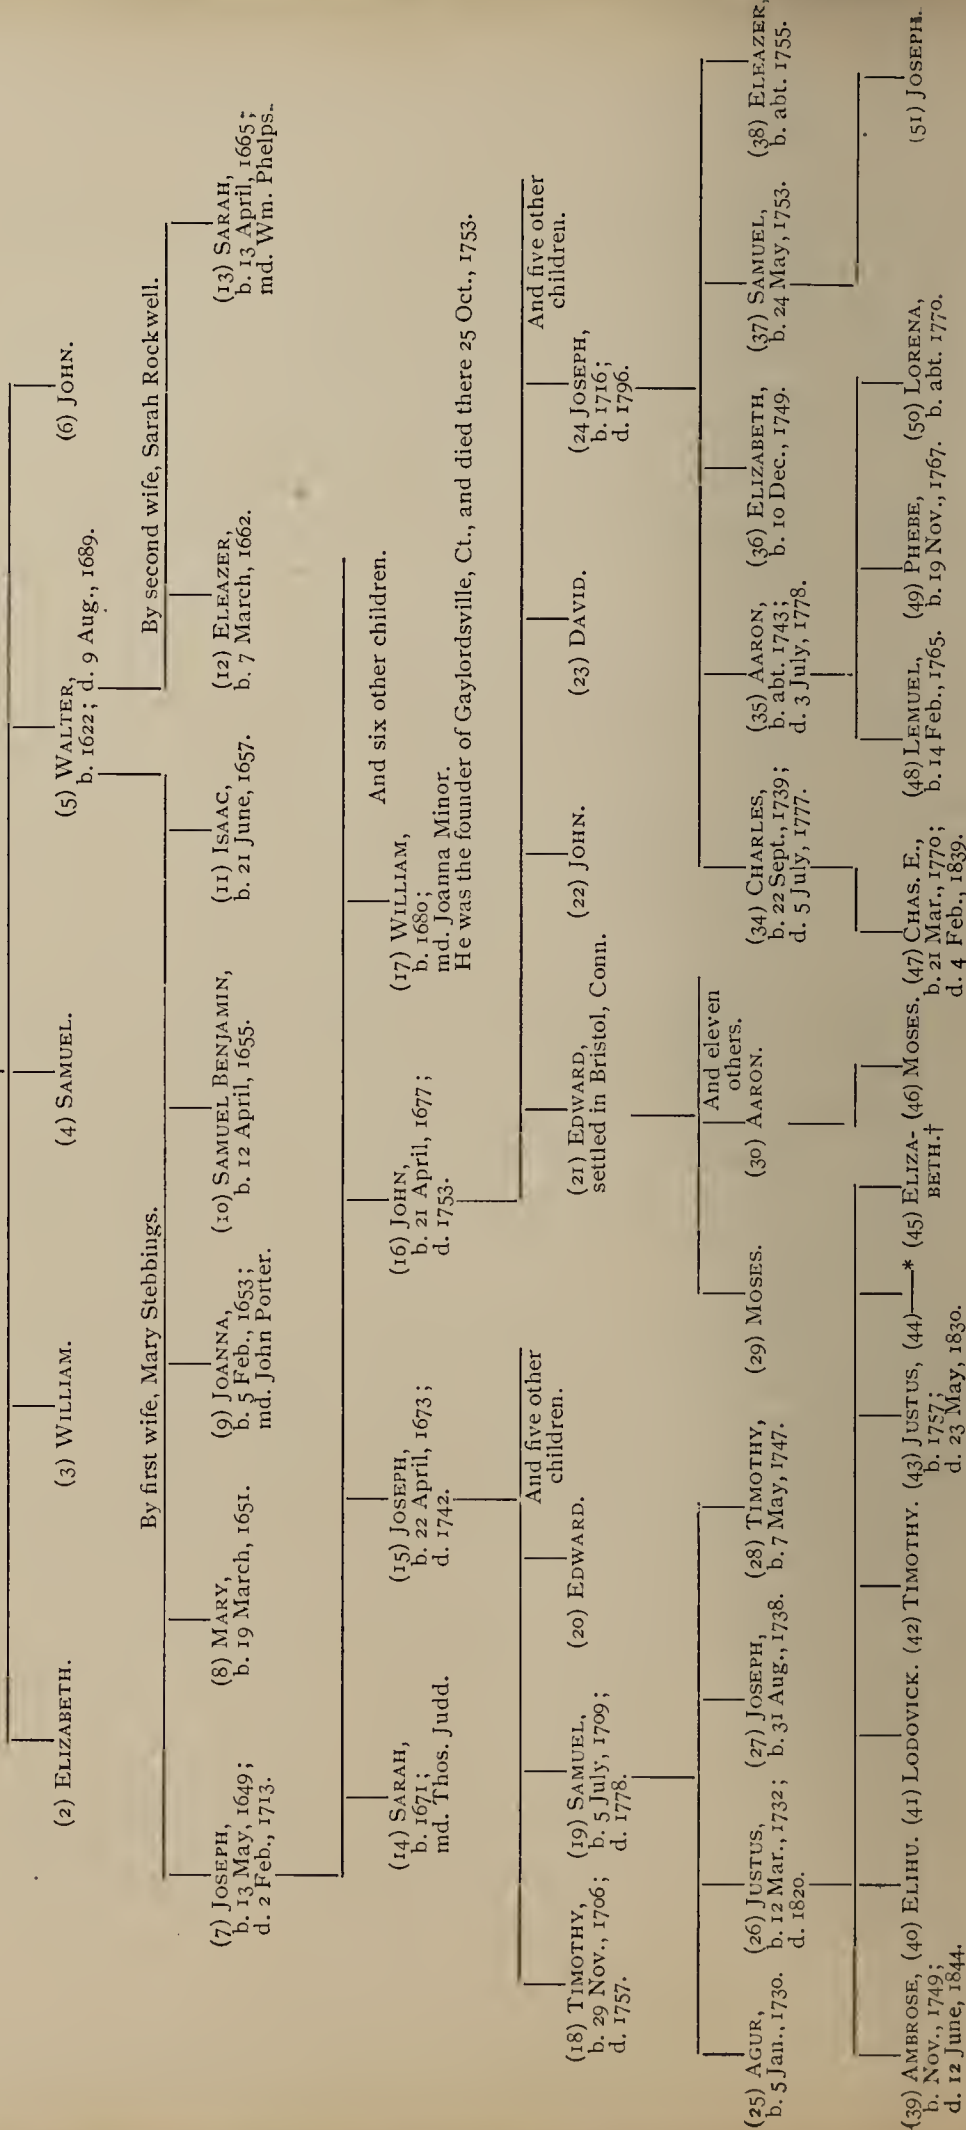 (2) ELIZABETH.
(3) WILLIAM.
(4) SAMUEL.
(5) WALTER,
b. 1622; d. 9 Aug., 1689.
(6) JOHN.
By first wife, Mary Stebbings.
By second wife, Sarah Rockwell.
(7) JOSEPH,
b. 13 May, 1649;
d. 2 Feb., 1713.
(8) MARY,
b. 19 March, 1651.
(9) JOANNA,
b. 5 Feb., 1653;
md. John Porter.
(10) SAMUEL BENJAMIN,
b. 12 April, 1655.
(11) ISAAC,
b. 21 June, 1657.
(12) ELEAZER,
b. 7 March, 1662.
(13) SARAH,
b. 13 April, 1665;
md. Wm. Phelps.
(14) SARAH,
b. 1671;
md. Thos. Judd.
(15) JOSEPH,
b. 22 April, 1673;
d. 1742.
(16) JOHN,
b. 21 April, 1677;
d. 1753.
(17) WILLIAM,
b. 1680;
md. Joanna Minor.
He was the founder of Gaylordsville, Ct., and died there 25 Oct., 1753.
And six other children.
(18) TIMOTHY,
b. 29 Nov., 1706;
d. 1757.
(19) SAMUEL,
b. 5 July, 1709;
d. 1778.
(20) EDWARD.
And five other
children.
(21) EDWARD,
settled in Bristol, Conn.
(22) JOHN.
(23) DAVID.
(24 JOSEPH,
b. 1716;
d. 1796.
And five other
children.
(25) AGUR,
b. 5 Jan., 1730.
(26) JUSTUS,
b. 12 Mar., 1732;
d. 1820.
(27) JOSEPH,
b. 31 Aug., 1738.
(28) TIMOTHY,
b. 7 May, 1747.
(29) MOSES.
(30) AARON.
And eleven
others.
(34) CHARLES,
b. 22 Sept., 1739;
d. 5 July, 1777.
(35) AARON,
b. abt. 1743;
d. 3 July, 1778.
(36) ELIZABETH,
b. 10 Dec., 1749.
(37) SAMUEL,
b. 24 May, 1753.
(38) ELEAZER,
b. abt. 1755.
(39) AMBROSE,
b. Nov., 1749;
d. 12 June, 1844.
(40) ELIHU.
(41) LODOVICK.
(42) TIMOTHY.
(43) JUSTUS,
b. 1757;
d. 23 May, 1830.
(44)——*
(45) ELIZA-
BETH.†
(46) MOSES.
(47) CHAS. E.,
b. 21 Mar., 1770;
d. 4 Feb., 1839.
(48) LEMUEL,
b. 14 Feb., 1765.
(49) PHEBE,
b. 19 Nov., 1767.
(50) LORENA,
b. abt. 1770.
(51) JOSEPH.